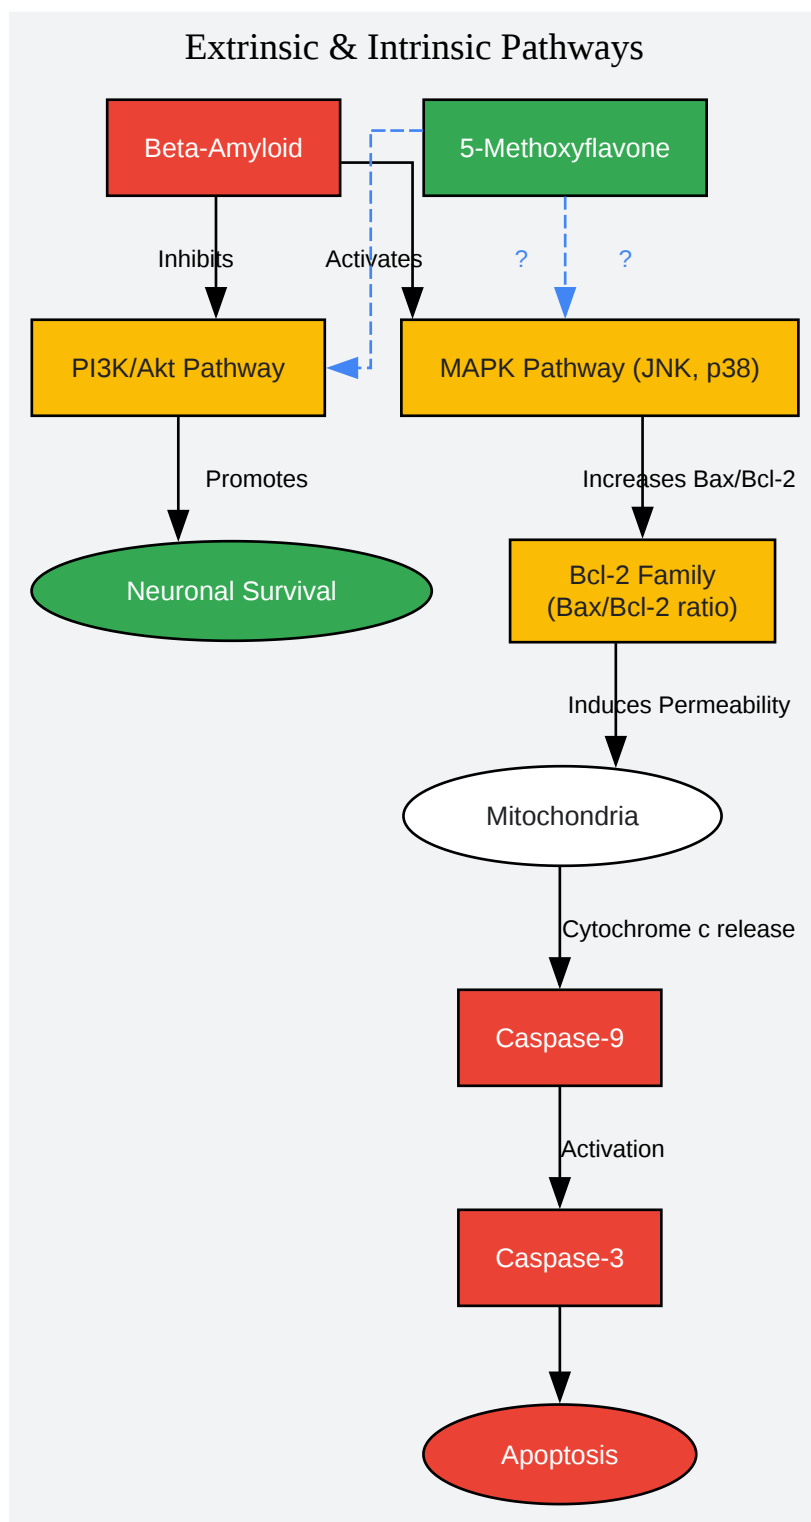 Extrinsic & Intrinsic Pathways
Beta-Amyloid
5-Methoxyflavone
Inhibits
Activates
?
?
PI3K/Akt Pathway
MAPK Pathway (JNK, p38)
Promotes
Increases Bax/Bcl-2
Neuronal Survival
Bcl-2 Family
(Bax/Bcl-2 ratio)
Induces Permeability
Mitochondria
Cytochrome c release
Caspase-9
Activation
Caspase-3
Apoptosis